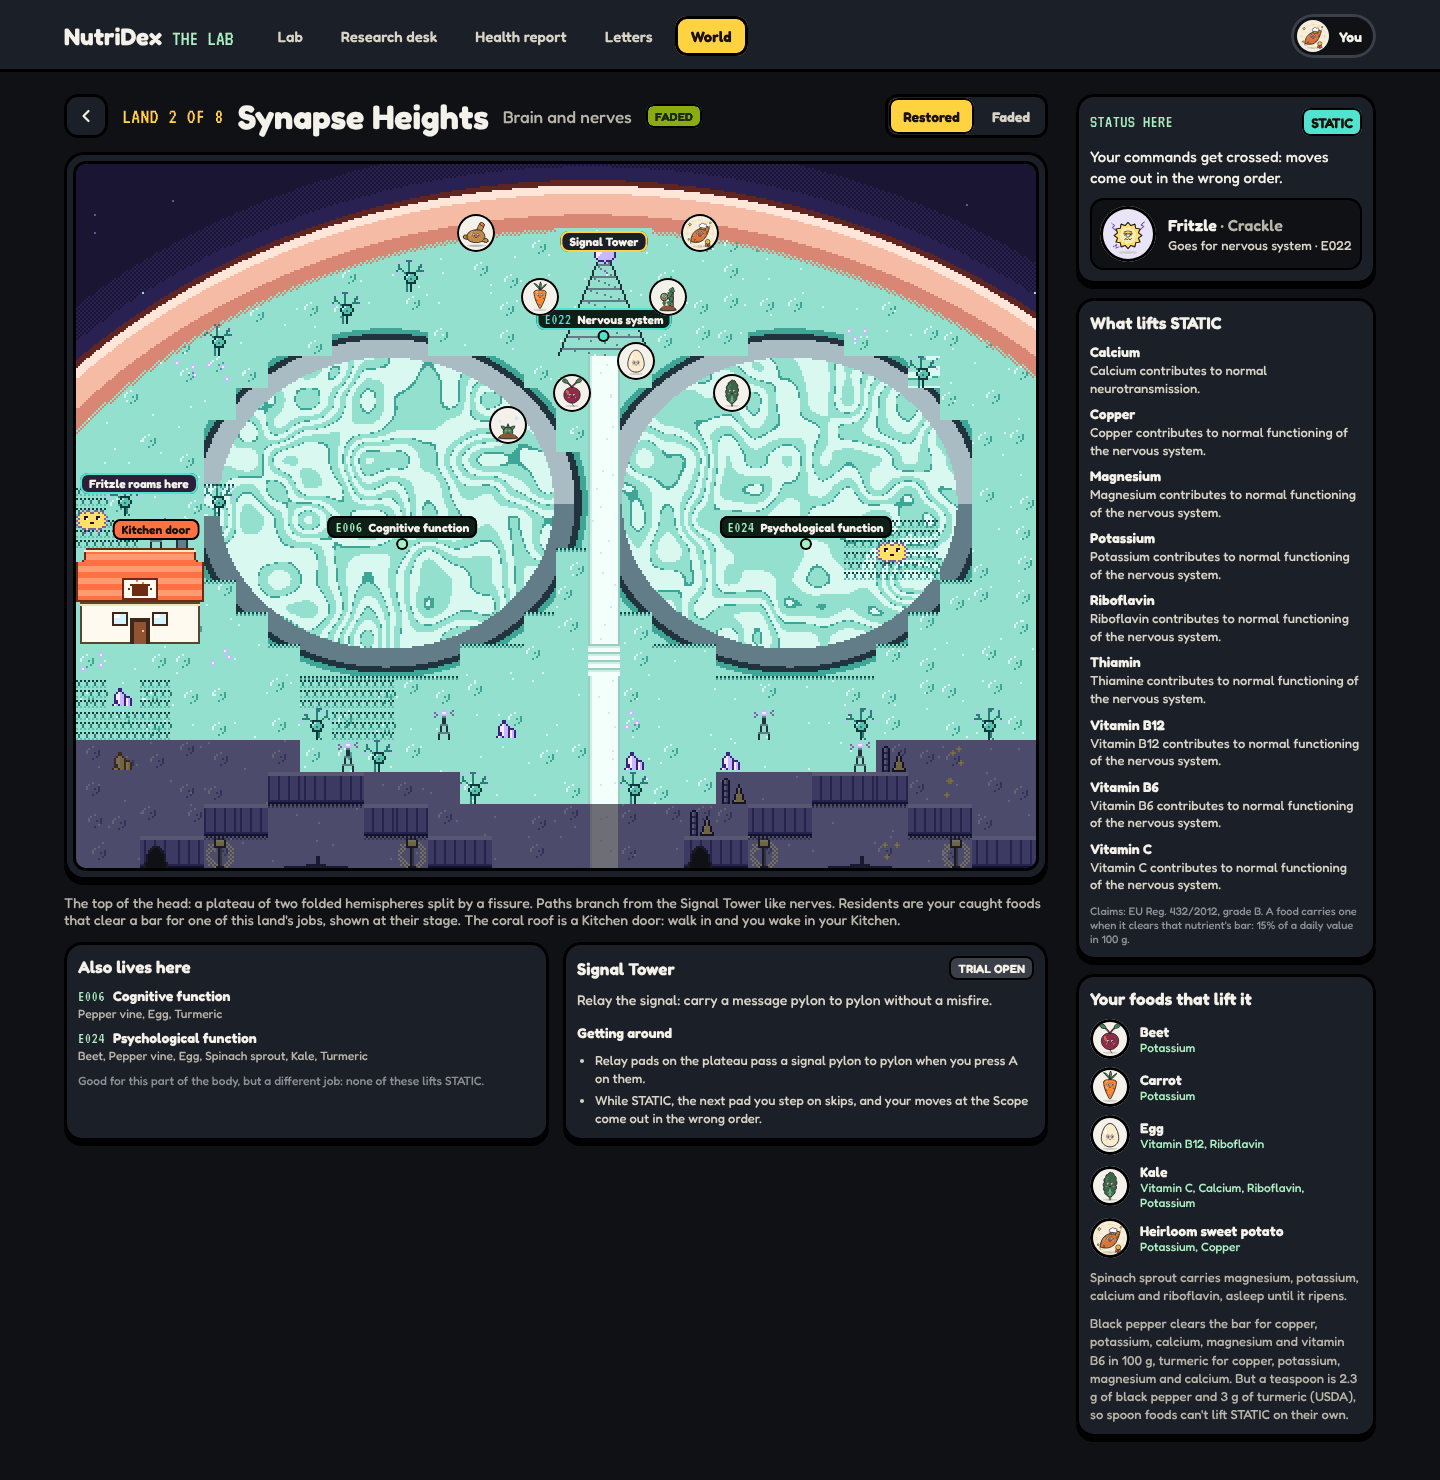 NutriDex THE LAB
Lab
Research desk
Health report
Letters
World
You
LAND 2 OF 8
Synapse Heights
Brain and nerves
FADED
Restored
Faded
Signal Tower
E022 Nervous system
Fritzle roams here
Kitchen door
E006 Cognitive function
E024 Psychological function
The top of the head: a plateau of two folded hemispheres split by a fissure. Paths branch from the Signal Tower like nerves. Residents are your caught foods
that clear a bar for one of this land's jobs, shown at their stage. The coral roof is a Kitchen door: walk in and you wake in your Kitchen.
Also lives here
E006 Cognitive function
Pepper vine, Egg, Turmeric
E024 Psychological function
Beet, Pepper vine, Egg, Spinach sprout, Kale, Turmeric
Good for this part of the body, but a different job: none of these lifts STATIC.
Signal Tower
TRIAL OPEN
Relay the signal: carry a message pylon to pylon without a misfire.
Getting around
• Relay pads on the plateau pass a signal pylon to pylon when you press A
on them.
• While STATIC, the next pad you step on skips, and your moves at the Scope
come out in the wrong order.
STATUS HERE
STATIC
Your commands get crossed: moves
come out in the wrong order.
Fritzle · Crackle
Goes for nervous system · E022
What lifts STATIC
Calcium
Calcium contributes to normal
neurotransmission.
Copper
Copper contributes to normal functioning of
the nervous system.
Magnesium
Magnesium contributes to normal functioning
of the nervous system.
Potassium
Potassium contributes to normal functioning
of the nervous system.
Riboflavin
Riboflavin contributes to normal functioning
of the nervous system.
Thiamin
Thiamine contributes to normal functioning of
the nervous system.
Vitamin B12
Vitamin B12 contributes to normal functioning
of the nervous system.
Vitamin B6
Vitamin B6 contributes to normal functioning
of the nervous system.
Vitamin C
Vitamin C contributes to normal functioning
of the nervous system.
Claims: EU Reg. 432/2012, grade B. A food carries one
when it clears that nutrient's bar: 15% of a daily value
in 100 g.
Your foods that lift it
Beet
Potassium
Carrot
Potassium
Egg
Vitamin B12, Riboflavin
Kale
Vitamin C, Calcium, Riboflavin,
Potassium
Heirloom sweet potato
Potassium, Copper
Spinach sprout carries magnesium, potassium,
calcium and riboflavin, asleep until it ripens.
Black pepper clears the bar for copper,
potassium, calcium, magnesium and vitamin
B6 in 100 g, turmeric for copper, potassium,
magnesium and calcium. But a teaspoon is 2.3
g of black pepper and 3 g of turmeric (USDA),
so spoon foods can't lift STATIC on their own.